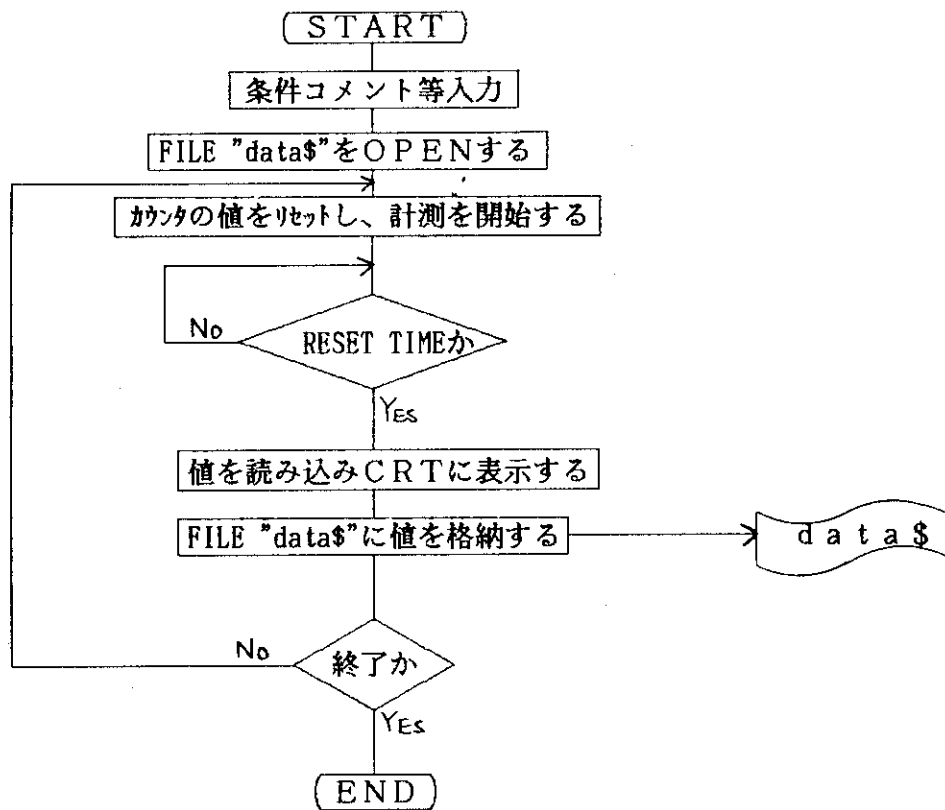 START
条件コメント等入力
FILE "data$"をOPENする
カウンタの値をリセットし、計測を開始する
No
RESET TIMEか
YES
値を読み込みCRTに表示する
FILE "data$"に値を格納する
data$
No
終了か
YES
END